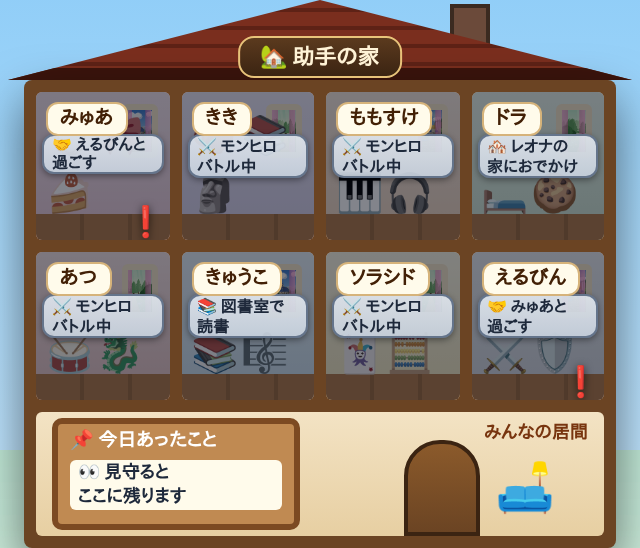 🏡 助手の家
みゅあ
🤝 えるびんと
過ごす
きき
⚔️ モンヒロ
バトル中
ももすけ
⚔️ モンヒロ
バトル中
ドラ
🏘️ レオナの
家におでかけ
あつ
⚔️ モンヒロ
バトル中
きゅうこ
📚 図書室で
読書
ソラシド
⚔️ モンヒロ
バトル中
えるびん
🤝 みゅあと
過ごす
📌 今日あったこと
👀 見守ると
ここに残ります
みんなの居間